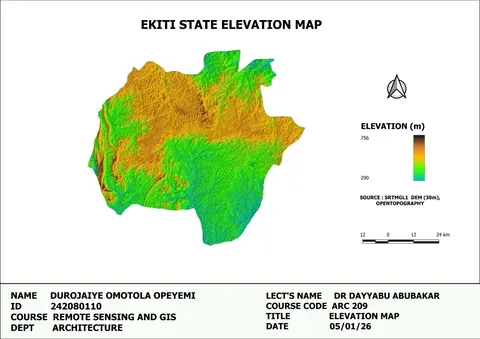 EKITI STATE ELEVATION MAP
ELEVATION (m)
756
290
SOURCE : SRTMGL1 DEM (30m),
OPENTOPOGRAPHY
12 0 12 24 km
NAME DUROJAIYE OMOTOLA OPEYEMI
ID 242080110
COURSE REMOTE SENSING AND GIS
DEPT ARCHITECTURE
LECT'S NAME DR DAYYABU ABUBAKAR
COURSE CODE ARC 209
TITLE ELEVATION MAP
DATE 05/01/26